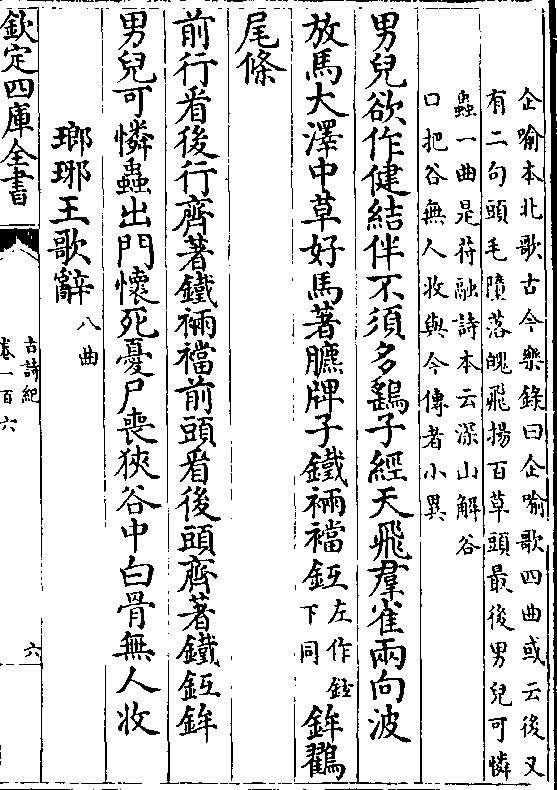 企喻本北歌古今樂錄曰企喻歌四曲或云後又
有二句頭毛墮落魄飛揚百草頭最後男兒可憐
蟲一曲是苻融詩本云深山解谷
口把谷無人收與今傳者小異
男兒欲作健結伴不須多鷂子經天飛羣雀兩向波
放馬大澤中草好馬著臕牌子鐵裲襠䥐左作鉦下同鉾鸐
尾條
前行看後行齊著鐵裲襠前頭看後頭齊著鐵䥐鉾
男兒可憐蟲出門懷死憂尸喪狹谷中白骨無人收
瑯琊王歌辭八曲
欽定四庫全書
古詩紀
卷一百六
六